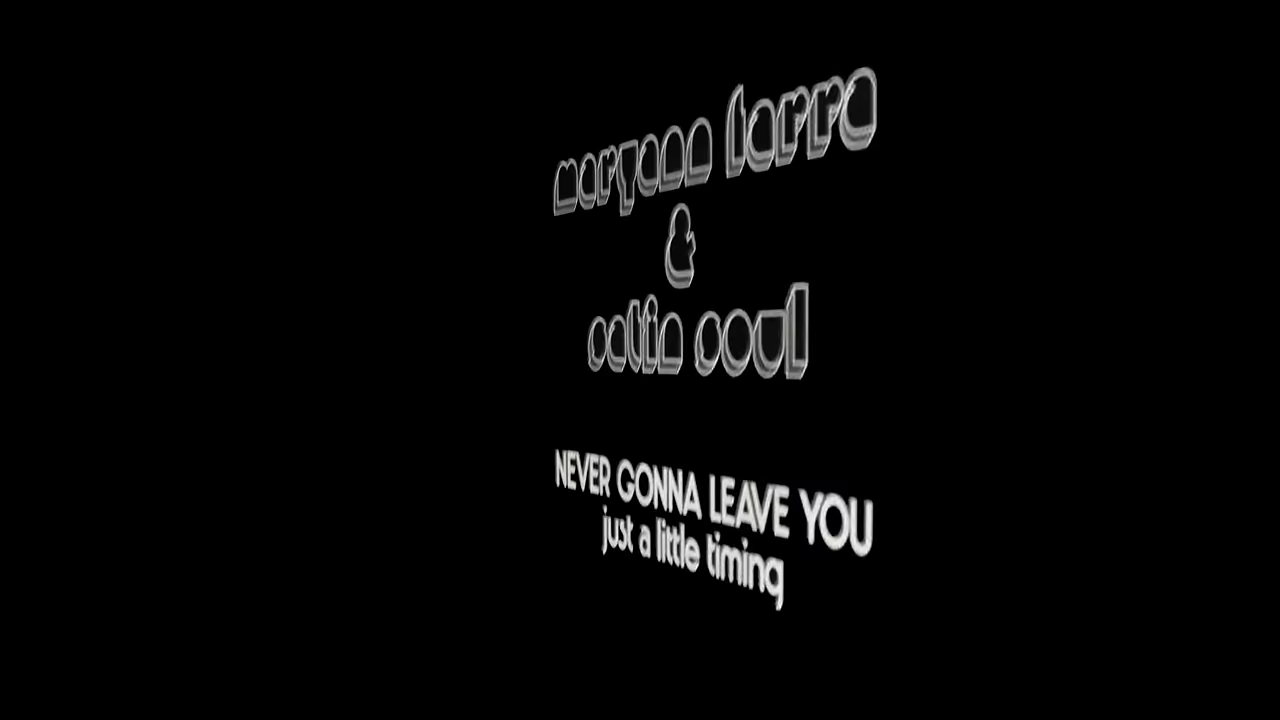 maryann farra
&
satin soul
NEVER GONNA LEAVE YOU
just a little timing